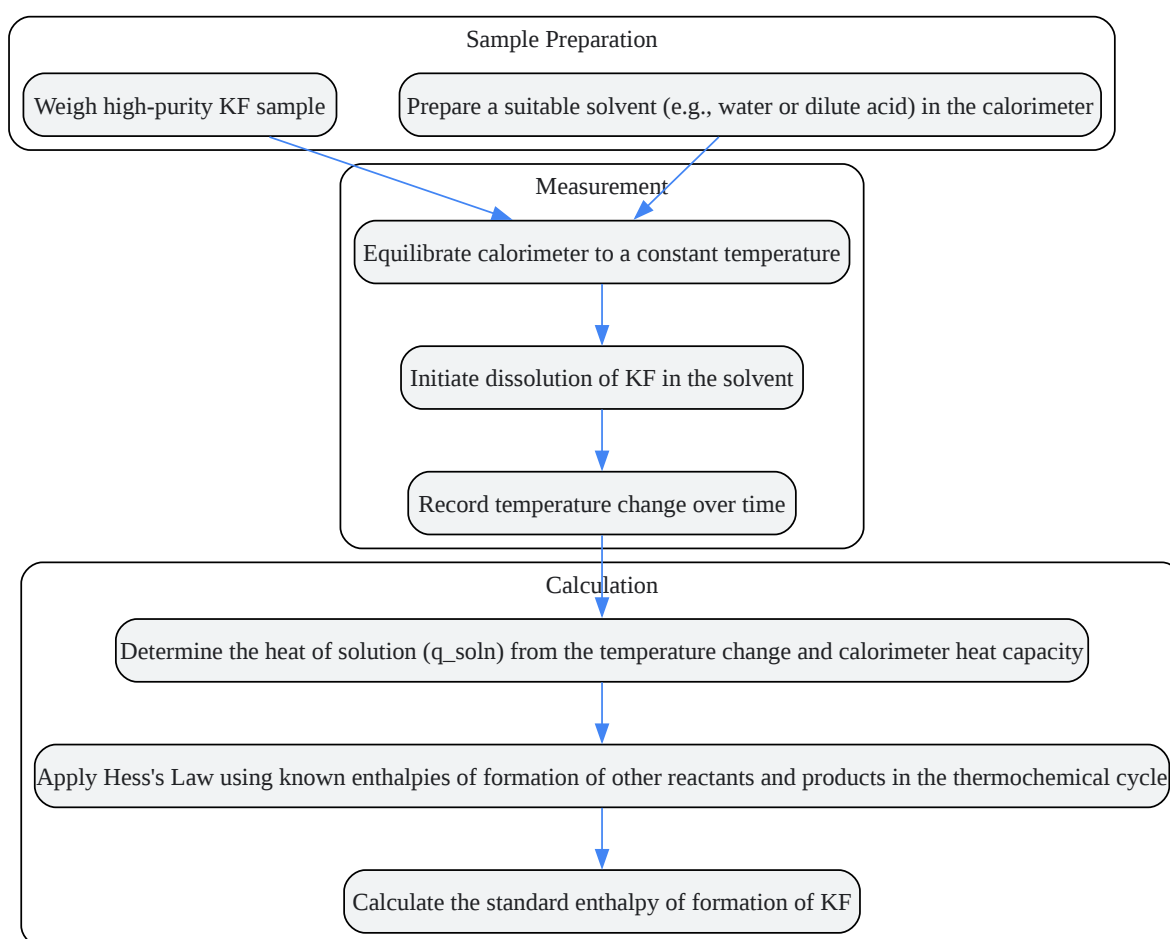 Sample Preparation
Weigh high-purity KF sample
Prepare a suitable solvent (e.g., water or dilute acid) in the calorimeter
Measurement
Equilibrate calorimeter to a constant temperature
Initiate dissolution of KF in the solvent
Record temperature change over time
Calculation
Determine the heat of solution (q_soln) from the temperature change and calorimeter heat capacity
Apply Hess's Law using known enthalpies of formation of other reactants and products in the thermochemical cycle
Calculate the standard enthalpy of formation of KF